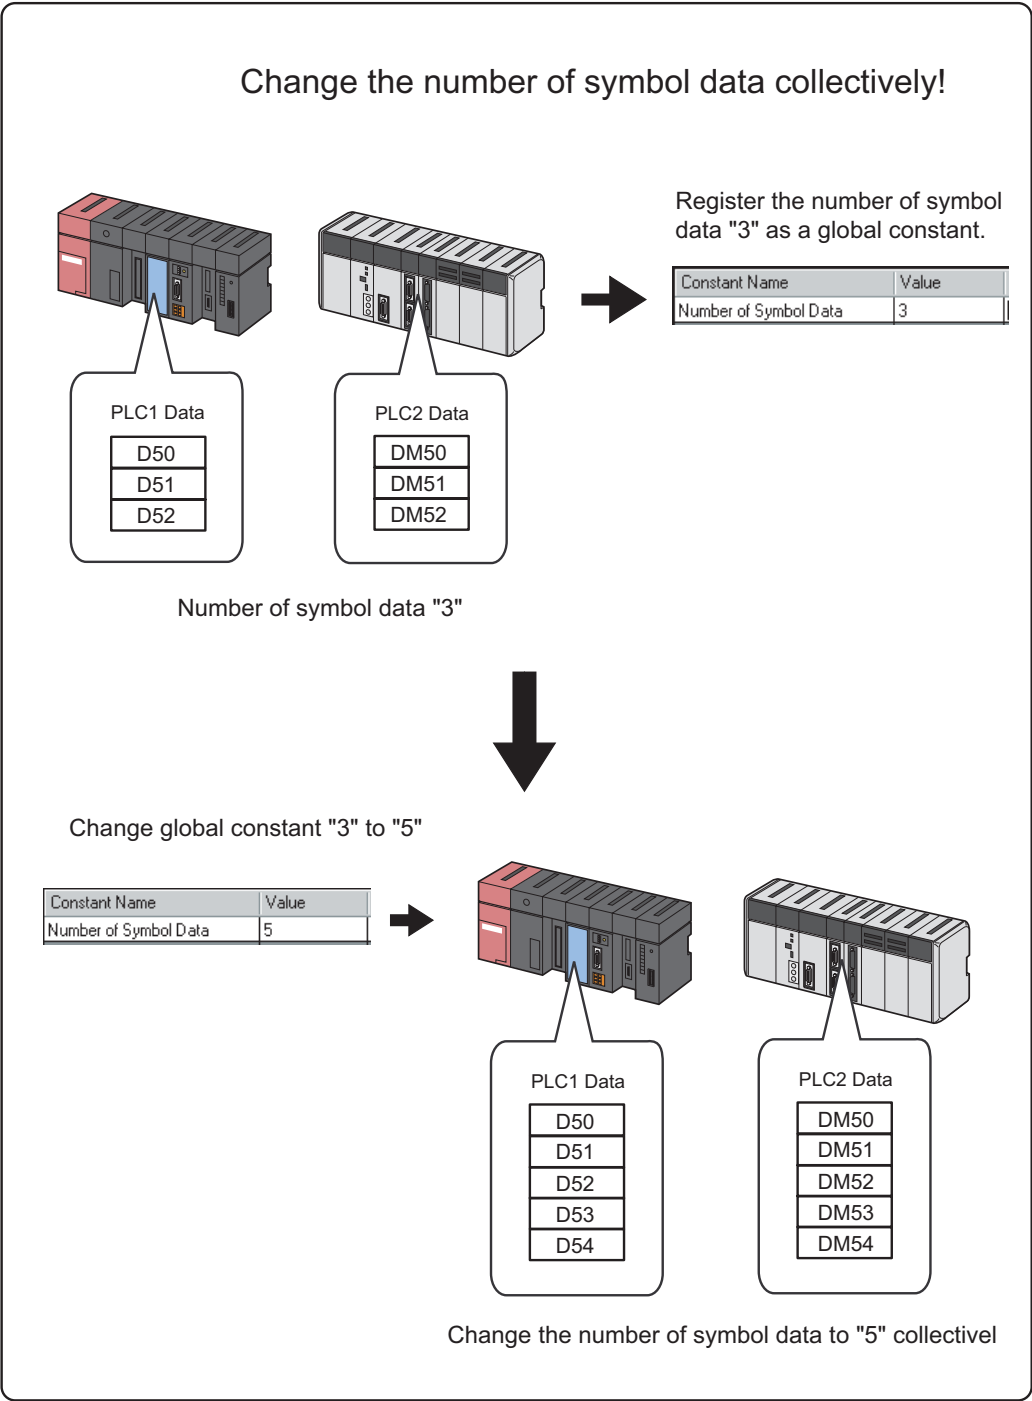 Change the number of symbol data collectively!
Register the number of symbol
data "3" as a global constant.
Constant Name Value
Number of Symbol Data 3
PLC1 Data
D50
D51
D52
PLC2 Data
DM50
DM51
DM52
Number of symbol data "3"
Change global constant "3" to "5"
Constant Name Value
Number of Symbol Data 5
PLC1 Data
D50
D51
D52
D53
D54
PLC2 Data
DM50
DM51
DM52
DM53
DM54
Change the number of symbol data to "5" collectivel